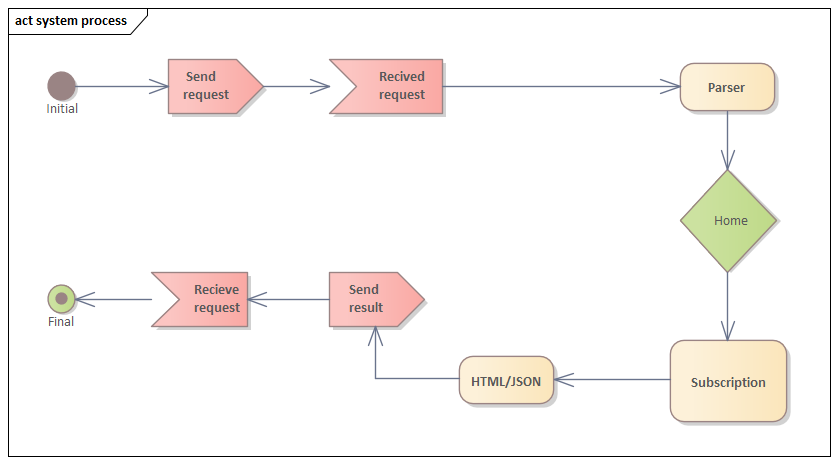 act system process
Send
request
Recived
request
Parser
Initial
Home
Recieve
request
Send
result
Final
HTML/JSON
Subscription